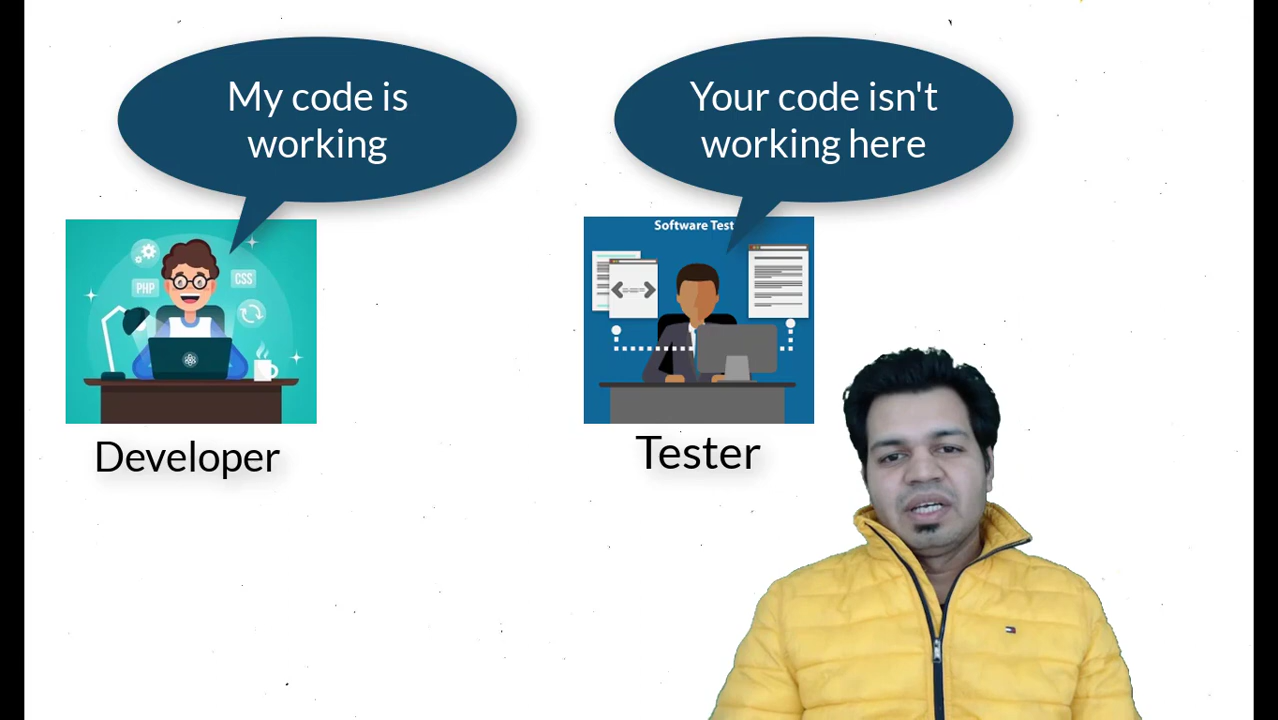 My code is
working
Your code isn't
working here
PHP
CSS
Software Test
Developer
Tester